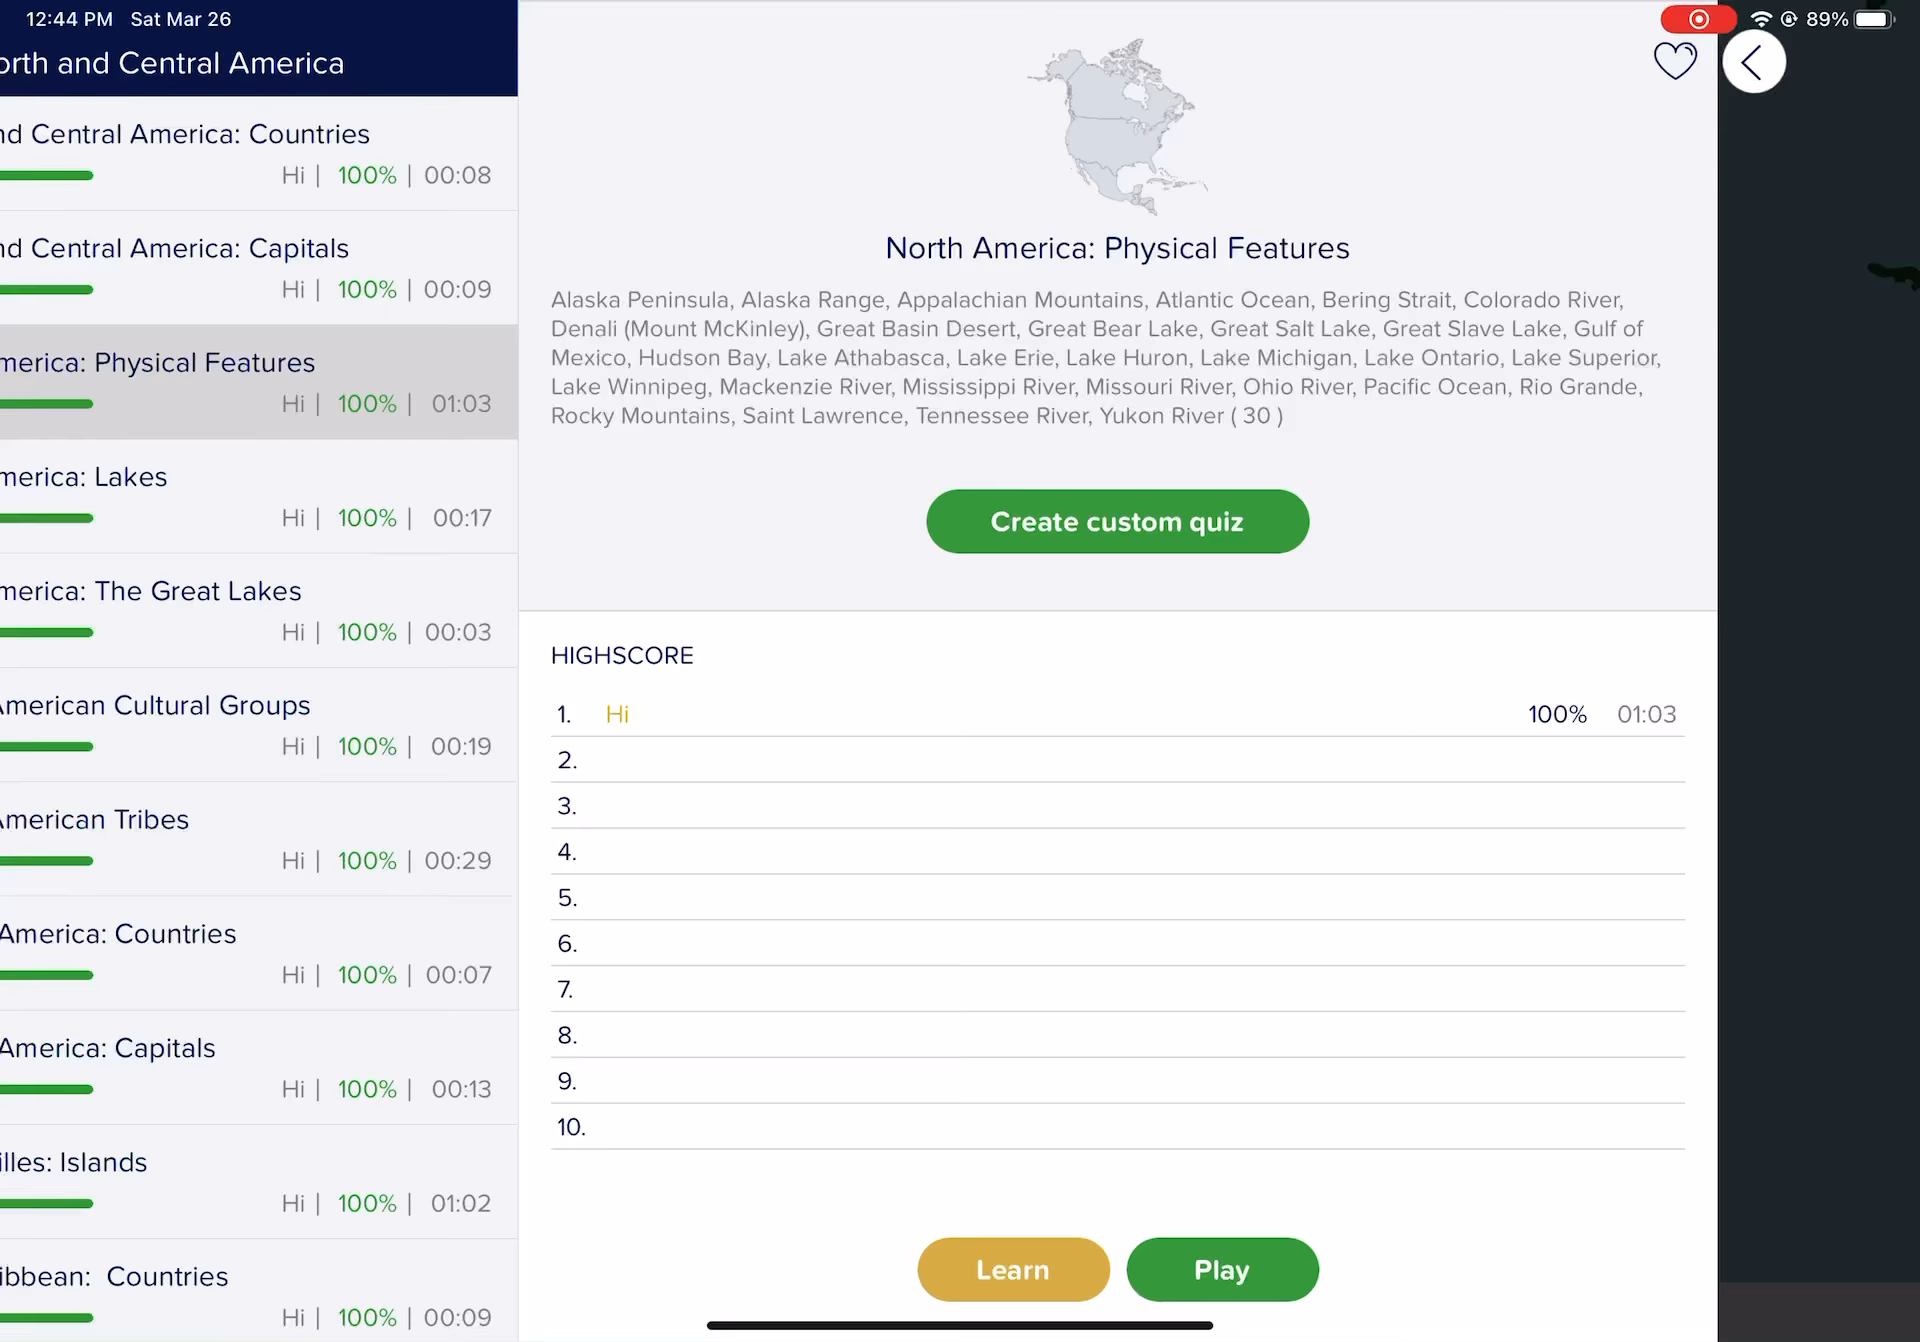 12:44 PM Sat Mar 26
89%
orth and Central America
nd Central America: Countries
Hi | 100% | 00:08
nd Central America: Capitals
Hi | 100% | 00:09
merica: Physical Features
Hi | 100% | 01:03
merica: Lakes
Hi | 100% | 00:17
merica: The Great Lakes
Hi | 100% | 00:03
American Cultural Groups
Hi | 100% | 00:19
American Tribes
Hi | 100% | 00:29
America: Countries
Hi | 100% | 00:07
America: Capitals
Hi | 100% | 00:13
illes: Islands
Hi | 100% | 01:02
ibbean: Countries
Hi | 100% | 00:09
North America: Physical Features
Alaska Peninsula, Alaska Range, Appalachian Mountains, Atlantic Ocean, Bering Strait, Colorado River,
Denali (Mount McKinley), Great Basin Desert, Great Bear Lake, Great Salt Lake, Great Slave Lake, Gulf of
Mexico, Hudson Bay, Lake Athabasca, Lake Erie, Lake Huron, Lake Michigan, Lake Ontario, Lake Superior,
Lake Winnipeg, Mackenzie River, Mississippi River, Missouri River, Ohio River, Pacific Ocean, Rio Grande,
Rocky Mountains, Saint Lawrence, Tennessee River, Yukon River ( 30 )
Create custom quiz
HIGHSCORE
1. Hi 100% 01:03
2.
3.
4.
5.
6.
7.
8.
9.
10.
Learn
Play